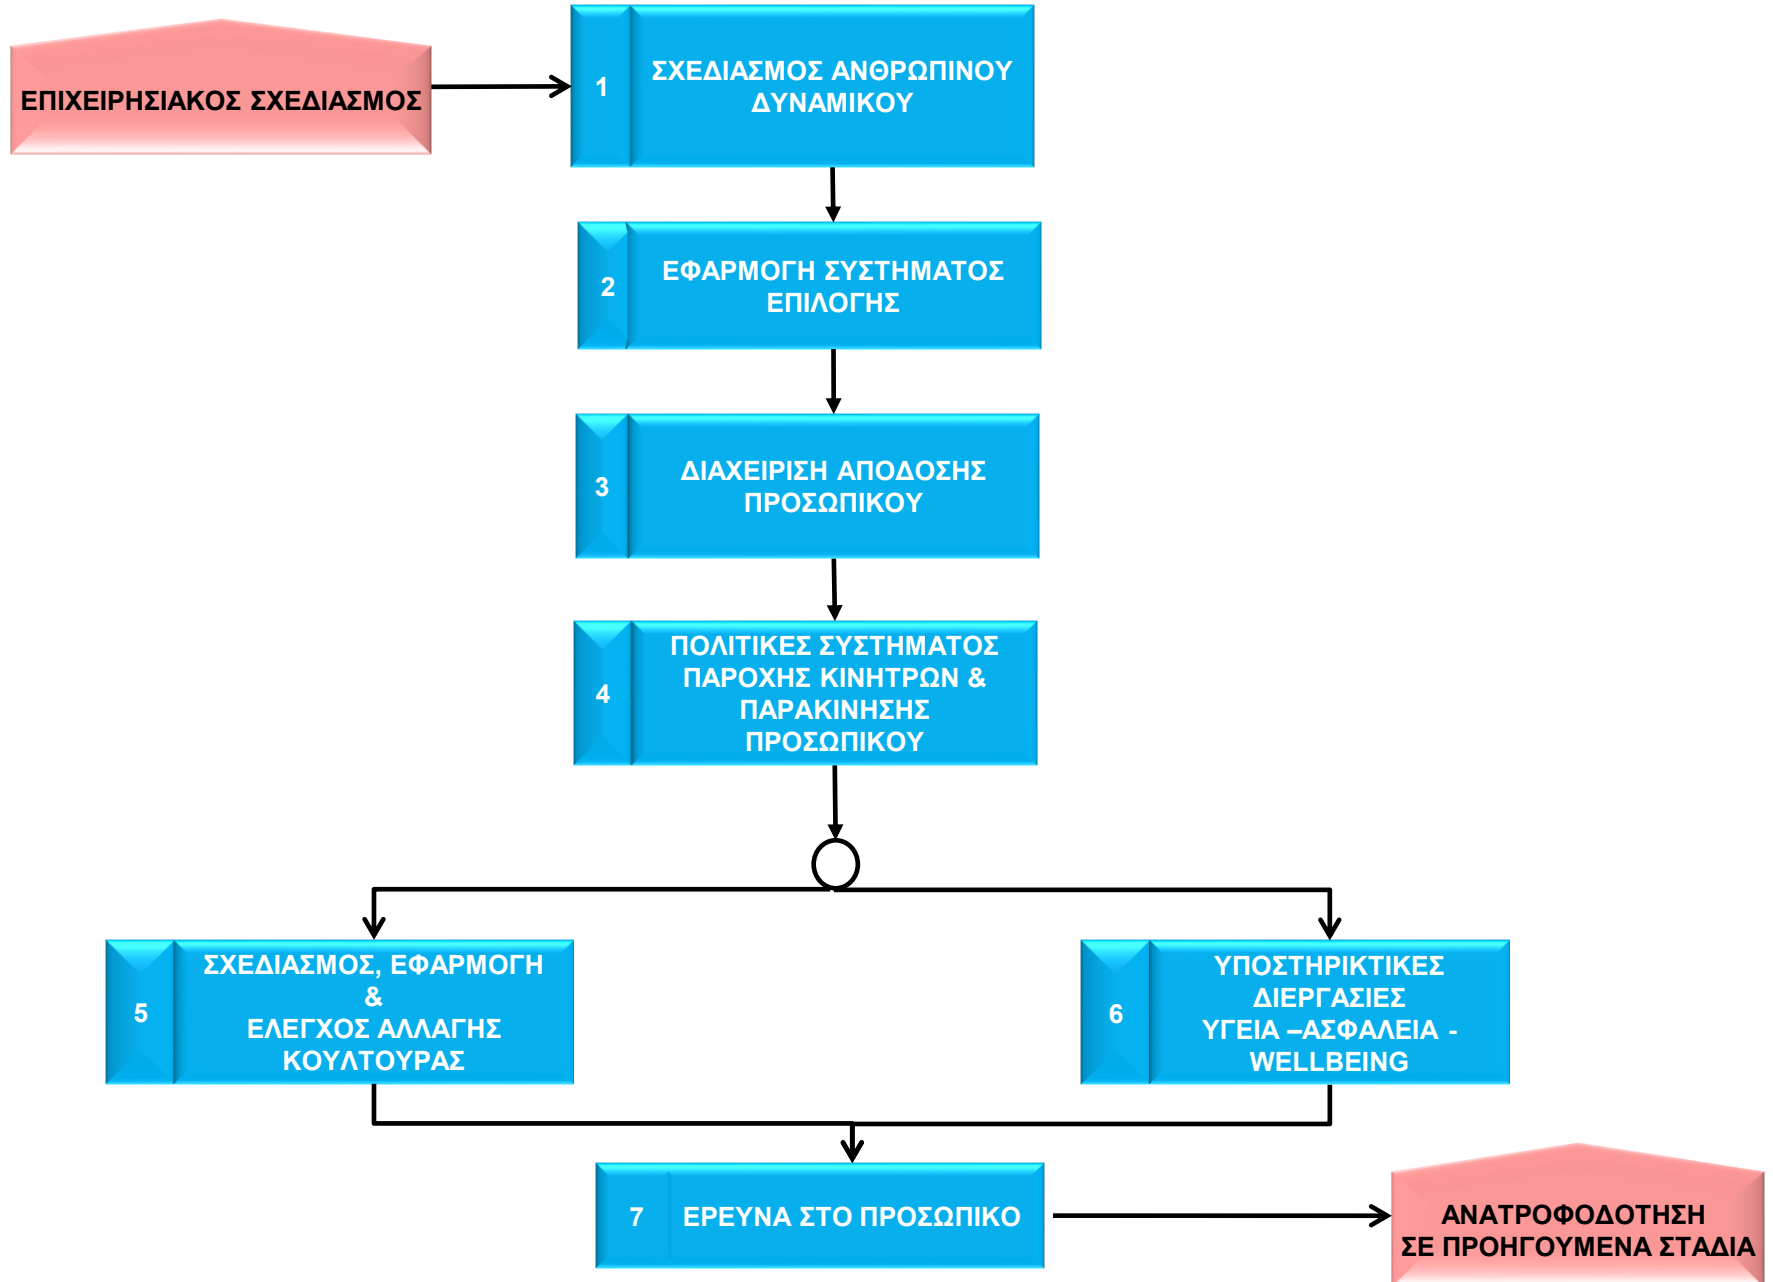 ΕΠΙΧΕΙΡΗΣΙΑΚΟΣ ΣΧΕΔΙΑΣΜΟΣ
1
ΣΧΕΔΙΑΣΜΟΣ ΑΝΘΡΩΠΙΝΟΥ
ΔΥΝΑΜΙΚΟΥ
2
ΕΦΑΡΜΟΓΗ ΣΥΣΤΗΜΑΤΟΣ
ΕΠΙΛΟΓΗΣ
3
ΔΙΑΧΕΙΡΙΣΗ ΑΠΟΔΟΣΗΣ
ΠΡΟΣΩΠΙΚΟΥ
4
ΠΟΛΙΤΙΚΕΣ ΣΥΣΤΗΜΑΤΟΣ
ΠΑΡΟΧΗΣ ΚΙΝΗΤΡΩΝ &
ΠΑΡΑΚΙΝΗΣΗΣ
ΠΡΟΣΩΠΙΚΟΥ
5
ΣΧΕΔΙΑΣΜΟΣ, ΕΦΑΡΜΟΓΗ
&
ΕΛΕΓΧΟΣ ΑΛΛΑΓΗΣ
ΚΟΥΛΤΟΥΡΑΣ
6
ΥΠΟΣΤΗΡΙΚΤΙΚΕΣ
ΔΙΕΡΓΑΣΙΕΣ
ΥΓΕΙΑ –ΑΣΦΑΛΕΙΑ -
WELLBEING
7
ΕΡΕΥΝΑ ΣΤΟ ΠΡΟΣΩΠΙΚΟ
ΑΝΑΤΡΟΦΟΔΟΤΗΣΗ
ΣΕ ΠΡΟΗΓΟΥΜΕΝΑ ΣΤΑΔΙΑ